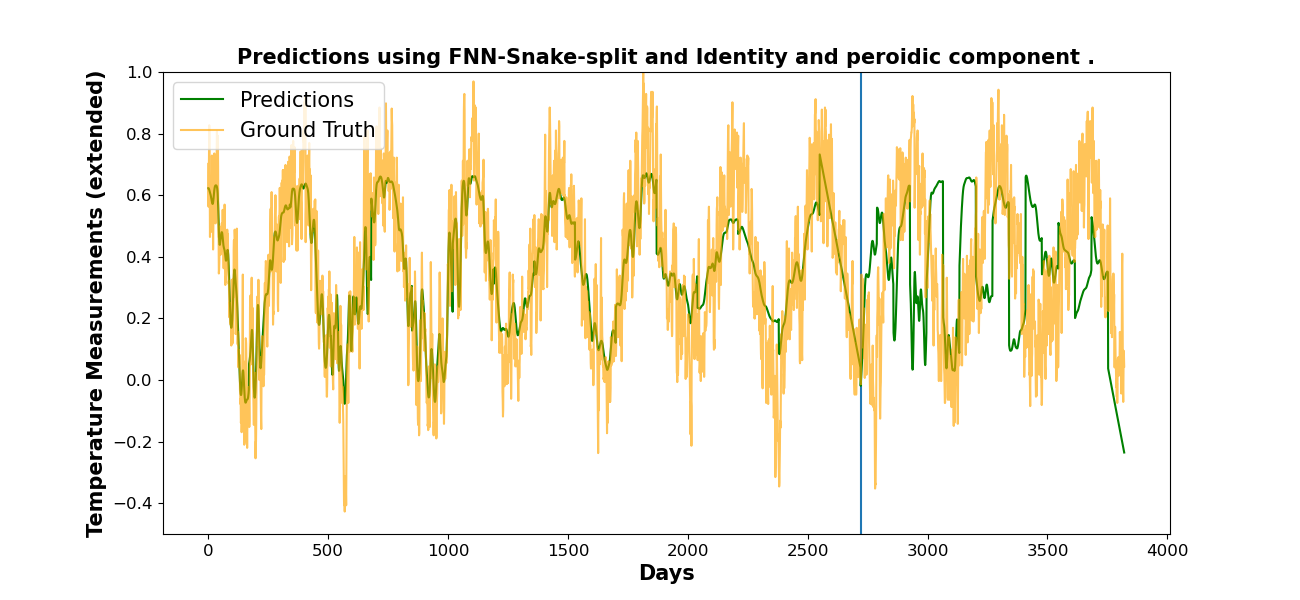 Predictions using FNN-Snake-split and Identity and peroidic component .
Temperature Measurements (extended)
1.0
0.8
0.6
0.4
0.2
0.0
−0.2
−0.4
Predictions
Ground Truth
0 500 1000 1500 2000 2500 3000 3500 4000
Days